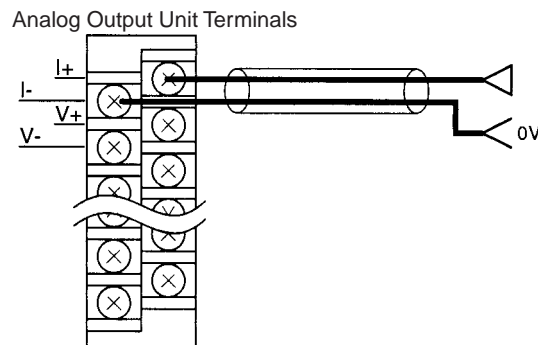 Analog Output Unit Terminals
I+
I-
V+
V-
0V